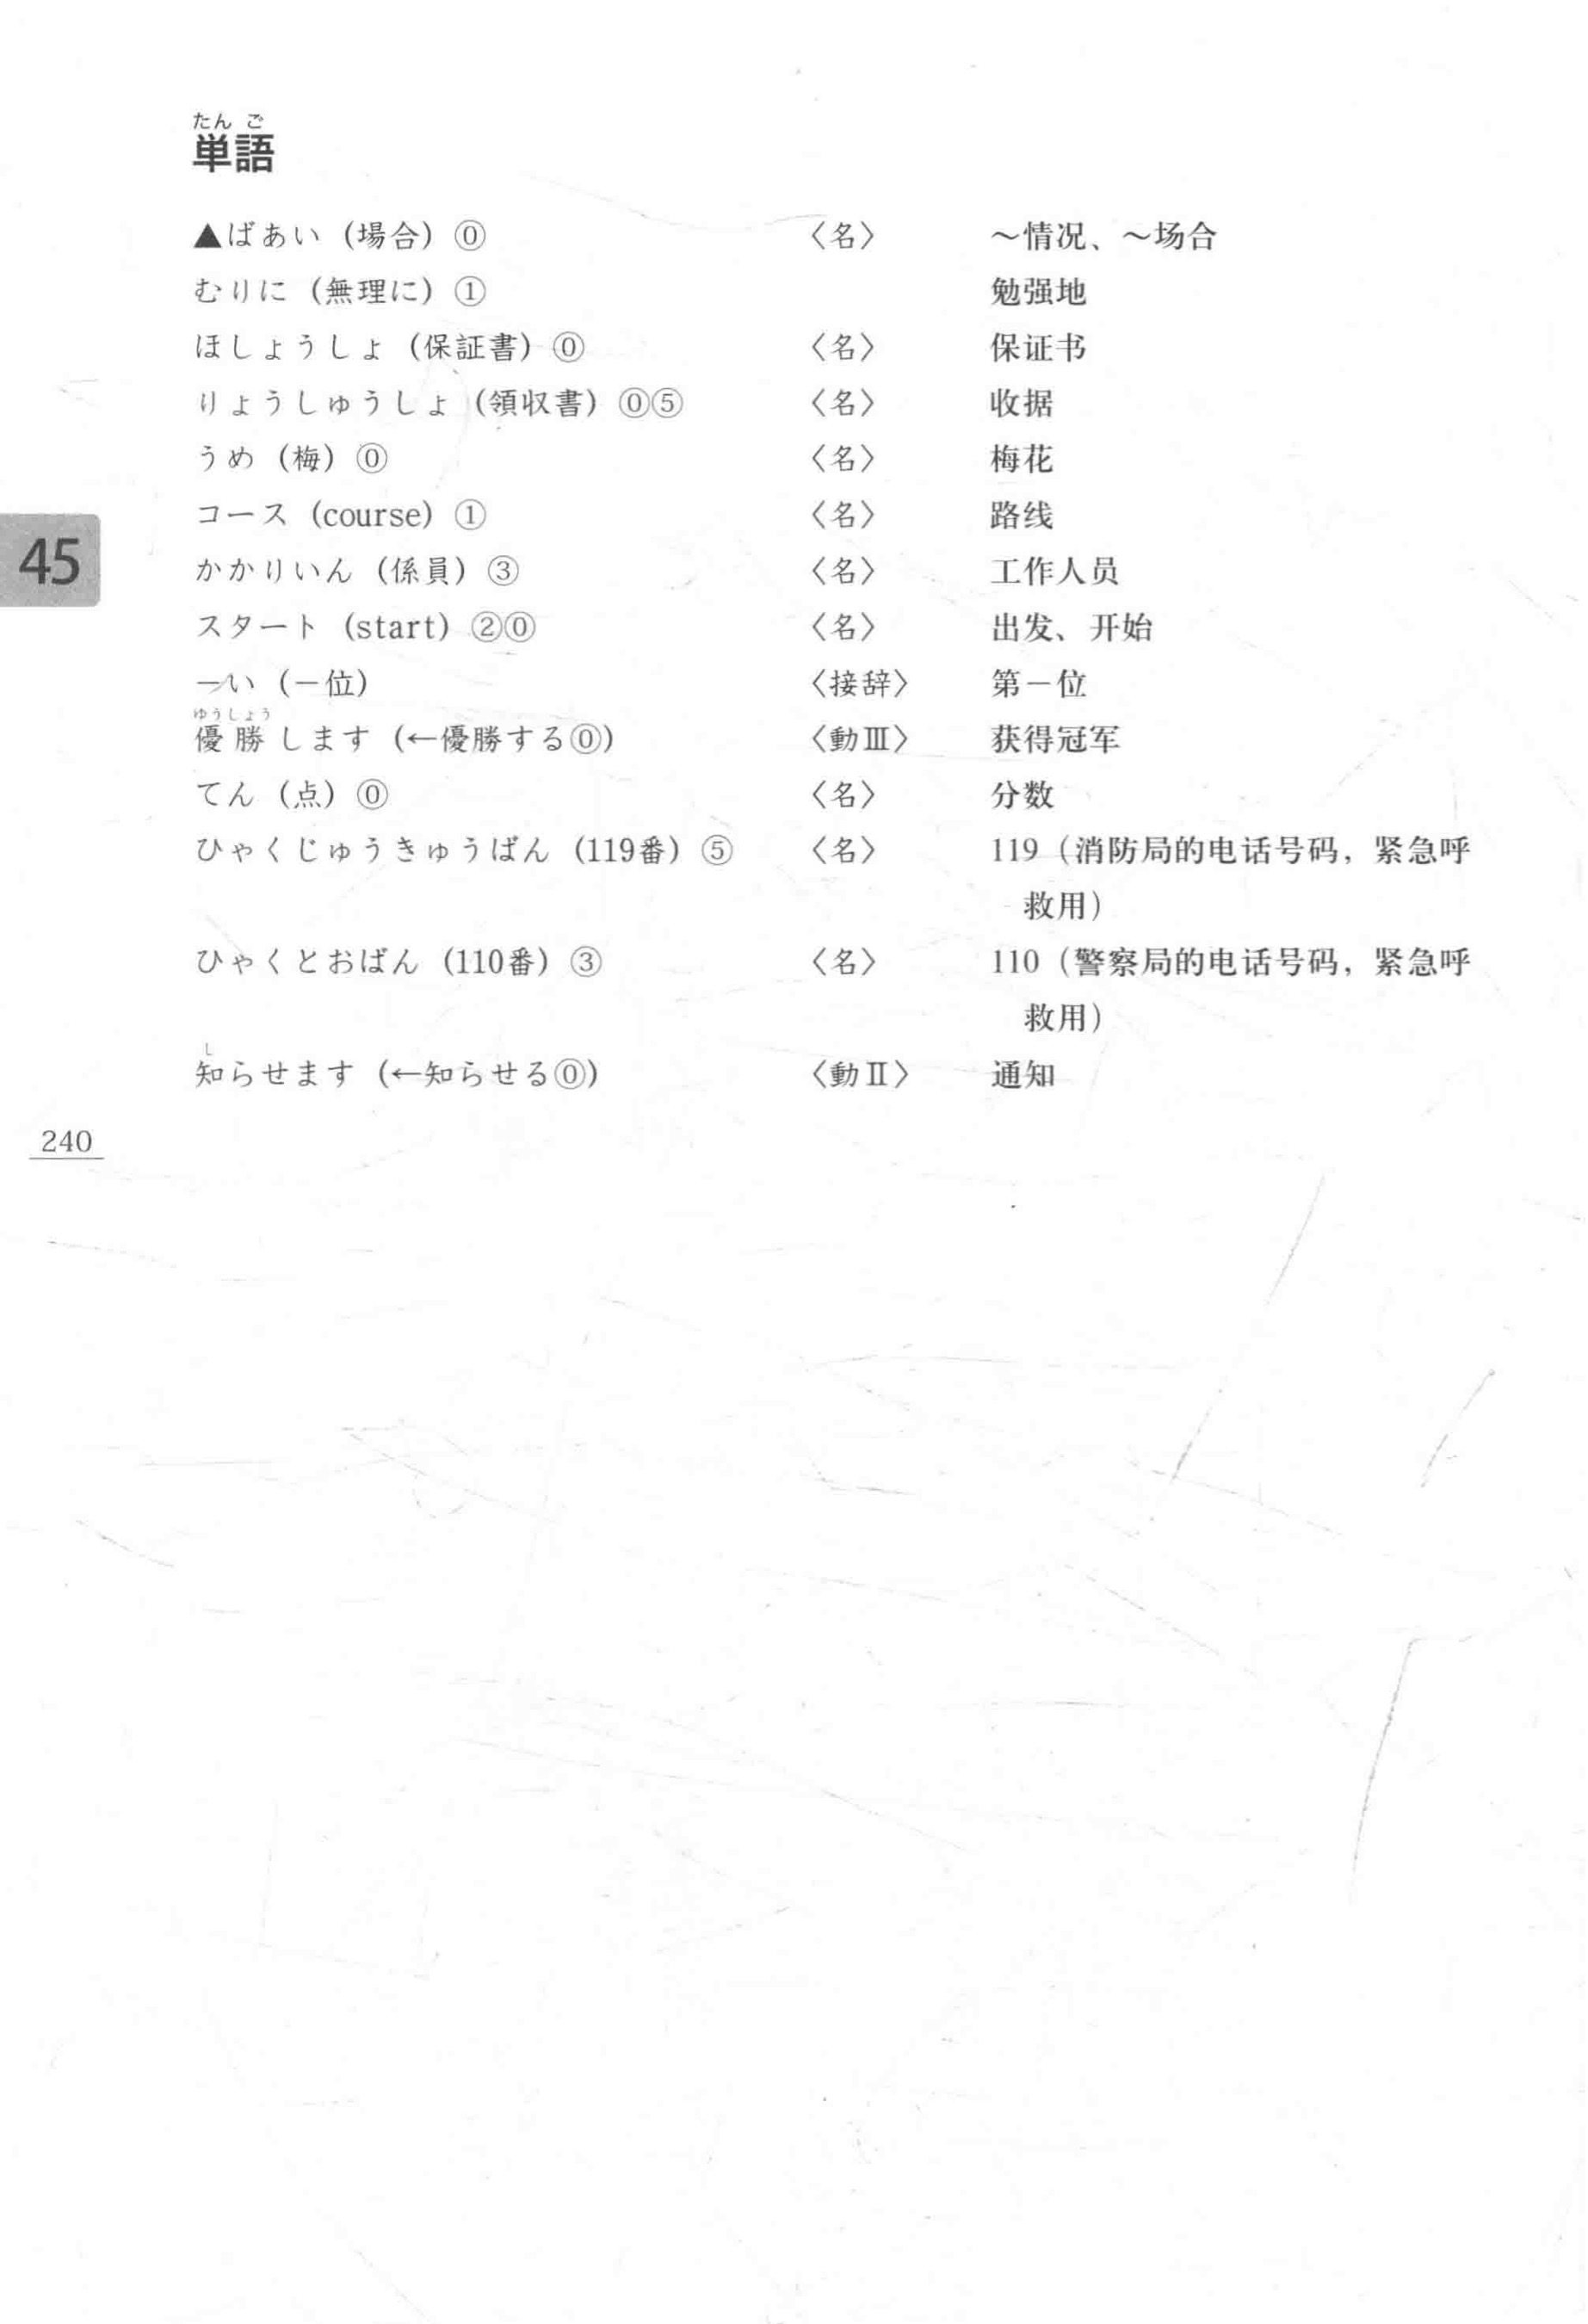 たんご
単語
▲ばあい（場合）⓪ 〈名〉 ～情况、～场合
むりに（無理に）① 勉强地
ほしょうしょ（保証書）⓪ 〈名〉 保证书
りょうしゅうしょ（領収書）⓪⑤ 〈名〉 收据
うめ（梅）⓪ 〈名〉 梅花
コース（course）① 〈名〉 路线
かかりいん（係員）③ 〈名〉 工作人员
スタート（start）②⓪ 〈名〉 出发、开始
－い（－位） 〈接辞〉 第－位
ゆうしょう
優勝します（←優勝する⓪） 〈動Ⅲ〉 获得冠军
てん（点）⓪ 〈名〉 分数
ひゃくじゅうきゅうばん（119番）⑤ 〈名〉 119（消防局的电话号码，紧急呼
救用）
ひゃくとおばん（110番）③ 〈名〉 110（警察局的电话号码，紧急呼
救用）
し
知らせます（←知らせる⓪） 〈動Ⅱ〉 通知
45
240